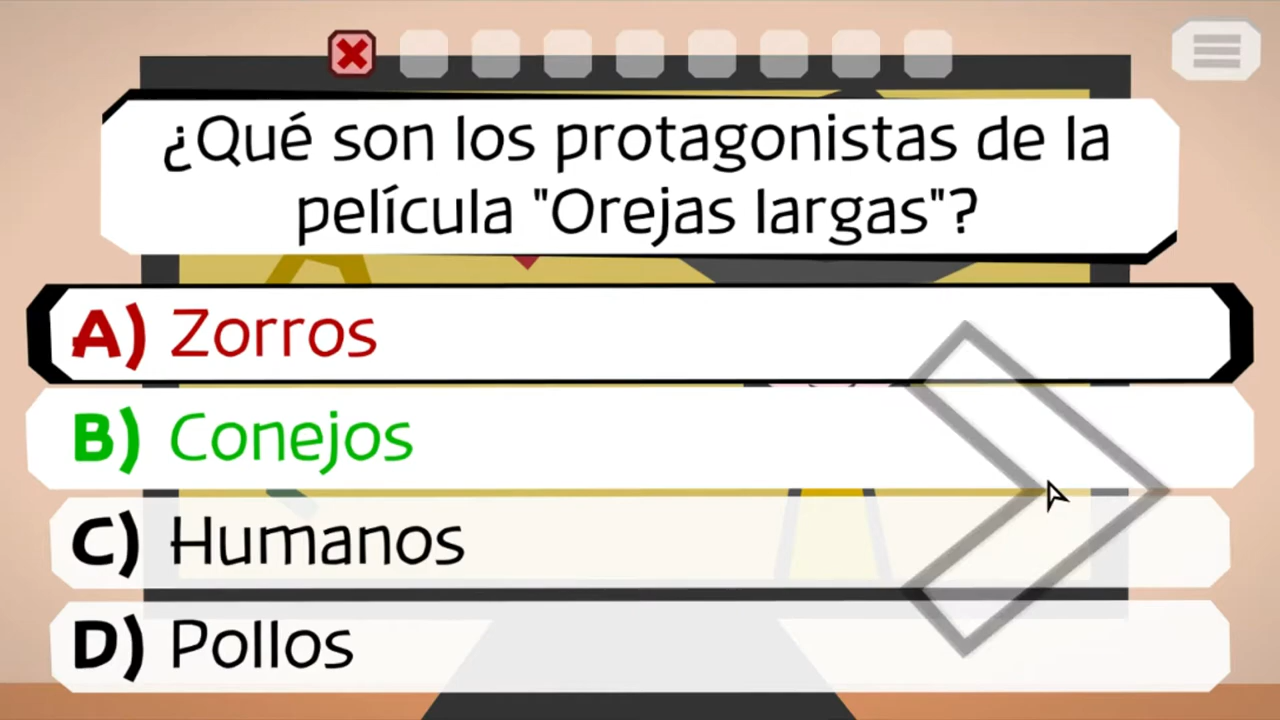 ¿Qué son los protagonistas de la
película "Orejas largas"?
A) Zorros
B) Conejos
C) Humanos
D) Pollos